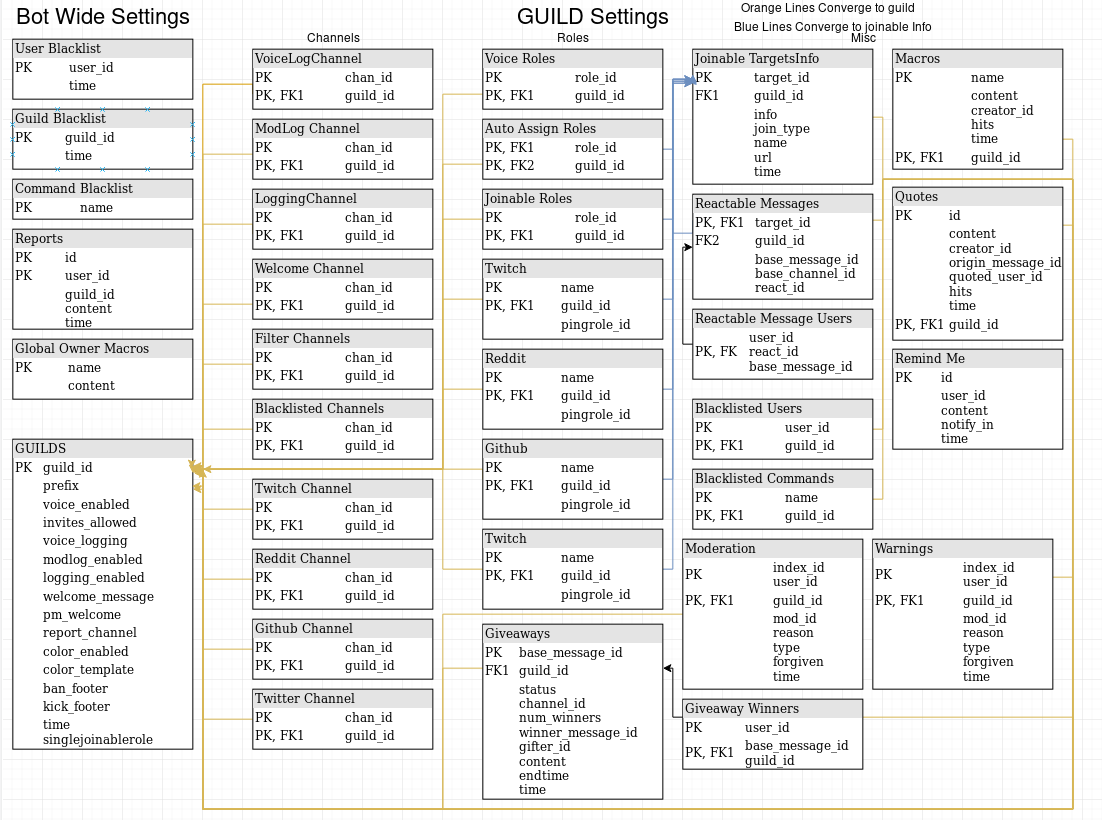 Bot Wide Settings
User Blacklist
PK user_id
time
Guild Blacklist
PK guild_id
time
Command Blacklist
PK name
Reports
PK id
PK user_id
guild_id
content
time
Global Owner Macros
PK name
content
GUILDS
PK guild_id
prefix
voice_enabled
invites_allowed
voice_logging
modlog_enabled
logging_enabled
welcome_message
pm_welcome
report_channel
color_enabled
color_template
ban_footer
kick_footer
time
singlejoinablerole
GUILD Settings
Orange Lines Converge to guild
Blue Lines Converge to joinable Info
Channels
VoiceLogChannel
PK chan_id
PK, FK1 guild_id
ModLog Channel
PK chan_id
PK, FK1 guild_id
LoggingChannel
PK chan_id
PK, FK1 guild_id
Welcome Channel
PK chan_id
PK, FK1 guild_id
Filter Channels
PK chan_id
PK, FK1 guild_id
Blacklisted Channels
PK chan_id
PK, FK1 guild_id
Twitch Channel
PK chan_id
PK, FK1 guild_id
Reddit Channel
PK chan_id
PK, FK1 guild_id
Github Channel
PK chan_id
PK, FK1 guild_id
Twitter Channel
PK chan_id
PK, FK1 guild_id
Roles
Voice Roles
PK role_id
PK, FK1 guild_id
Auto Assign Roles
PK, FK1 role_id
PK, FK2 guild_id
Joinable Roles
PK role_id
PK, FK1 guild_id
Twitch
PK name
PK, FK1 guild_id
pingrole_id
Reddit
PK name
PK, FK1 guild_id
pingrole_id
Github
PK name
PK, FK1 guild_id
pingrole_id
Twitch
PK name
PK, FK1 guild_id
pingrole_id
Giveaways
PK base_message_id
FK1 guild_id
status
channel_id
num_winners
winner_message_id
gifter_id
content
endtime
time
Misc
Joinable TargetsInfo
PK target_id
FK1 guild_id
info
join_type
name
url
time
Reactable Messages
PK, FK1 target_id
FK2 guild_id
base_message_id
base_channel_id
react_id
Reactable Message Users
user_id
PK, FK react_id
base_message_id
Blacklisted Users
PK user_id
PK, FK1 guild_id
Blacklisted Commands
PK name
PK, FK1 guild_id
Moderation
PK index_id
user_id
PK, FK1 guild_id
mod_id
reason
type
forgiven
time
Giveaway Winners
PK user_id
PK, FK1 base_message_id
guild_id
Macros
PK name
content
creator_id
hits
time
PK, FK1 guild_id
Quotes
PK id
content
creator_id
origin_message_id
quoted_user_id
hits
time
PK, FK1 guild_id
Remind Me
PK id
user_id
content
notify_in
time
Warnings
PK index_id
user_id
PK, FK1 guild_id
mod_id
reason
type
forgiven
time